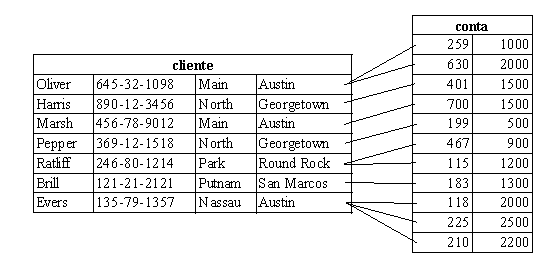 conta
259 1000
630 2000
401 1500
700 1500
199 500
467 900
115 1200
183 1300
118 2000
225 2500
210 2200
cliente
Oliver 645-32-1098 Main Austin
Harris 890-12-3456 North Georgetown
Marsh 456-78-9012 Main Austin
Pepper 369-12-1518 North Georgetown
Ratliff 246-80-1214 Park Round Rock
Brill 121-21-2121 Putnam San Marcos
Evers 135-79-1357 Nassau Austin